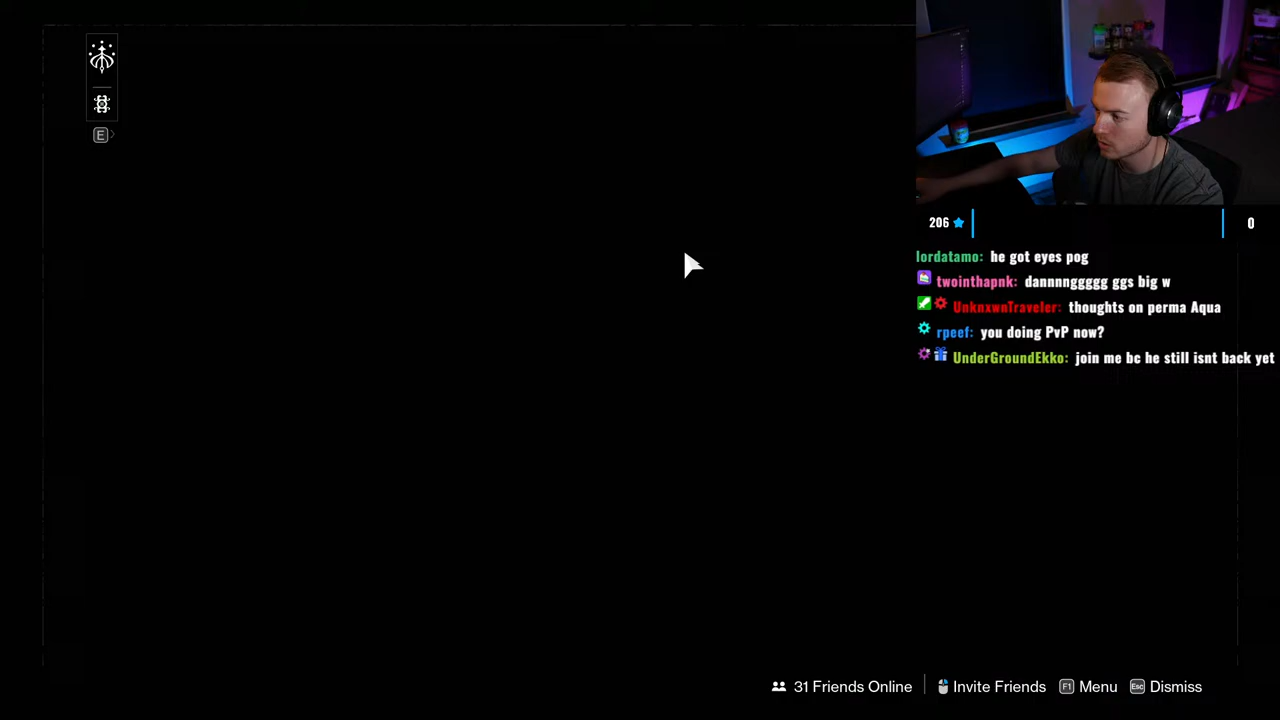 E
206
0
lordatamo: he got eyes pog
twointhapnk: dannnnggggg ggs big w
UnknxwnTraveler: thoughts on perma Aqua
rpeef: you doing PvP now?
UnderGroundEkko: join me bc he still isnt back yet
31 Friends Online Invite Friends F1 Menu Esc Dismiss